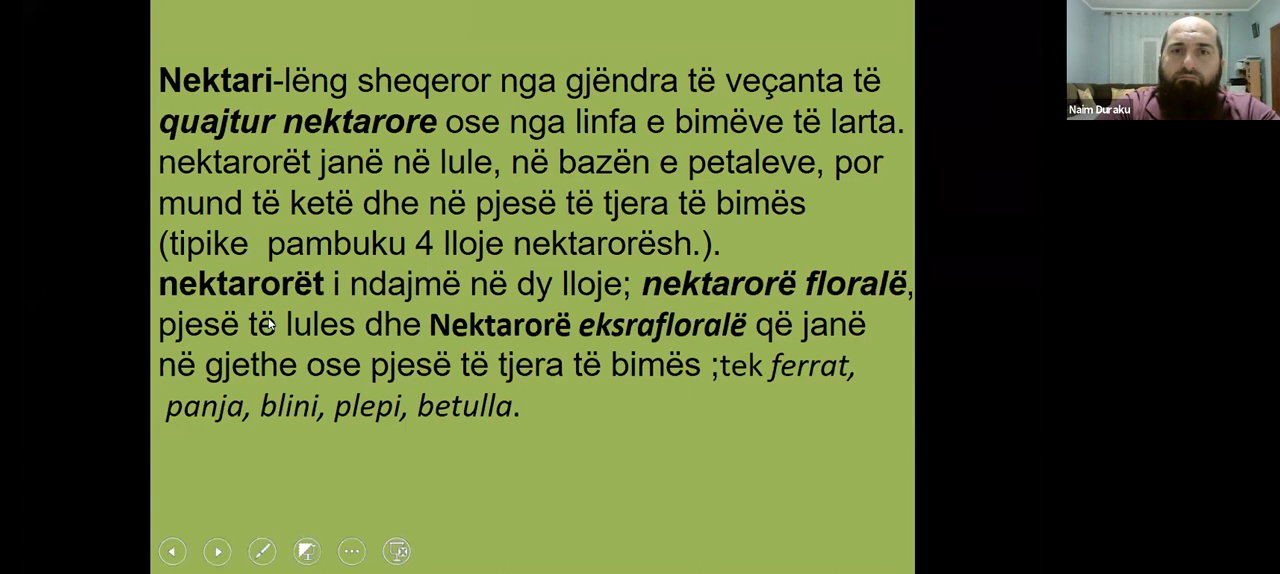 Nektari-lëng sheqeror nga gjëndra të veçanta të
quajtur nektarore ose nga linfa e bimëve të larta.
nektarorët janë në lule, në bazën e petaleve, por
mund të ketë dhe në pjesë të tjera të bimës
(tipike  pambuku 4 lloje nektarorësh.).
nektarorët i ndajmë në dy lloje; nektarorë floralë,
pjesë të lules dhe Nektarorë eksrafloralë që janë
në gjethe ose pjesë të tjera të bimës ;tek ferrat,
panja, blini, plepi, betulla.
Naim Duraku